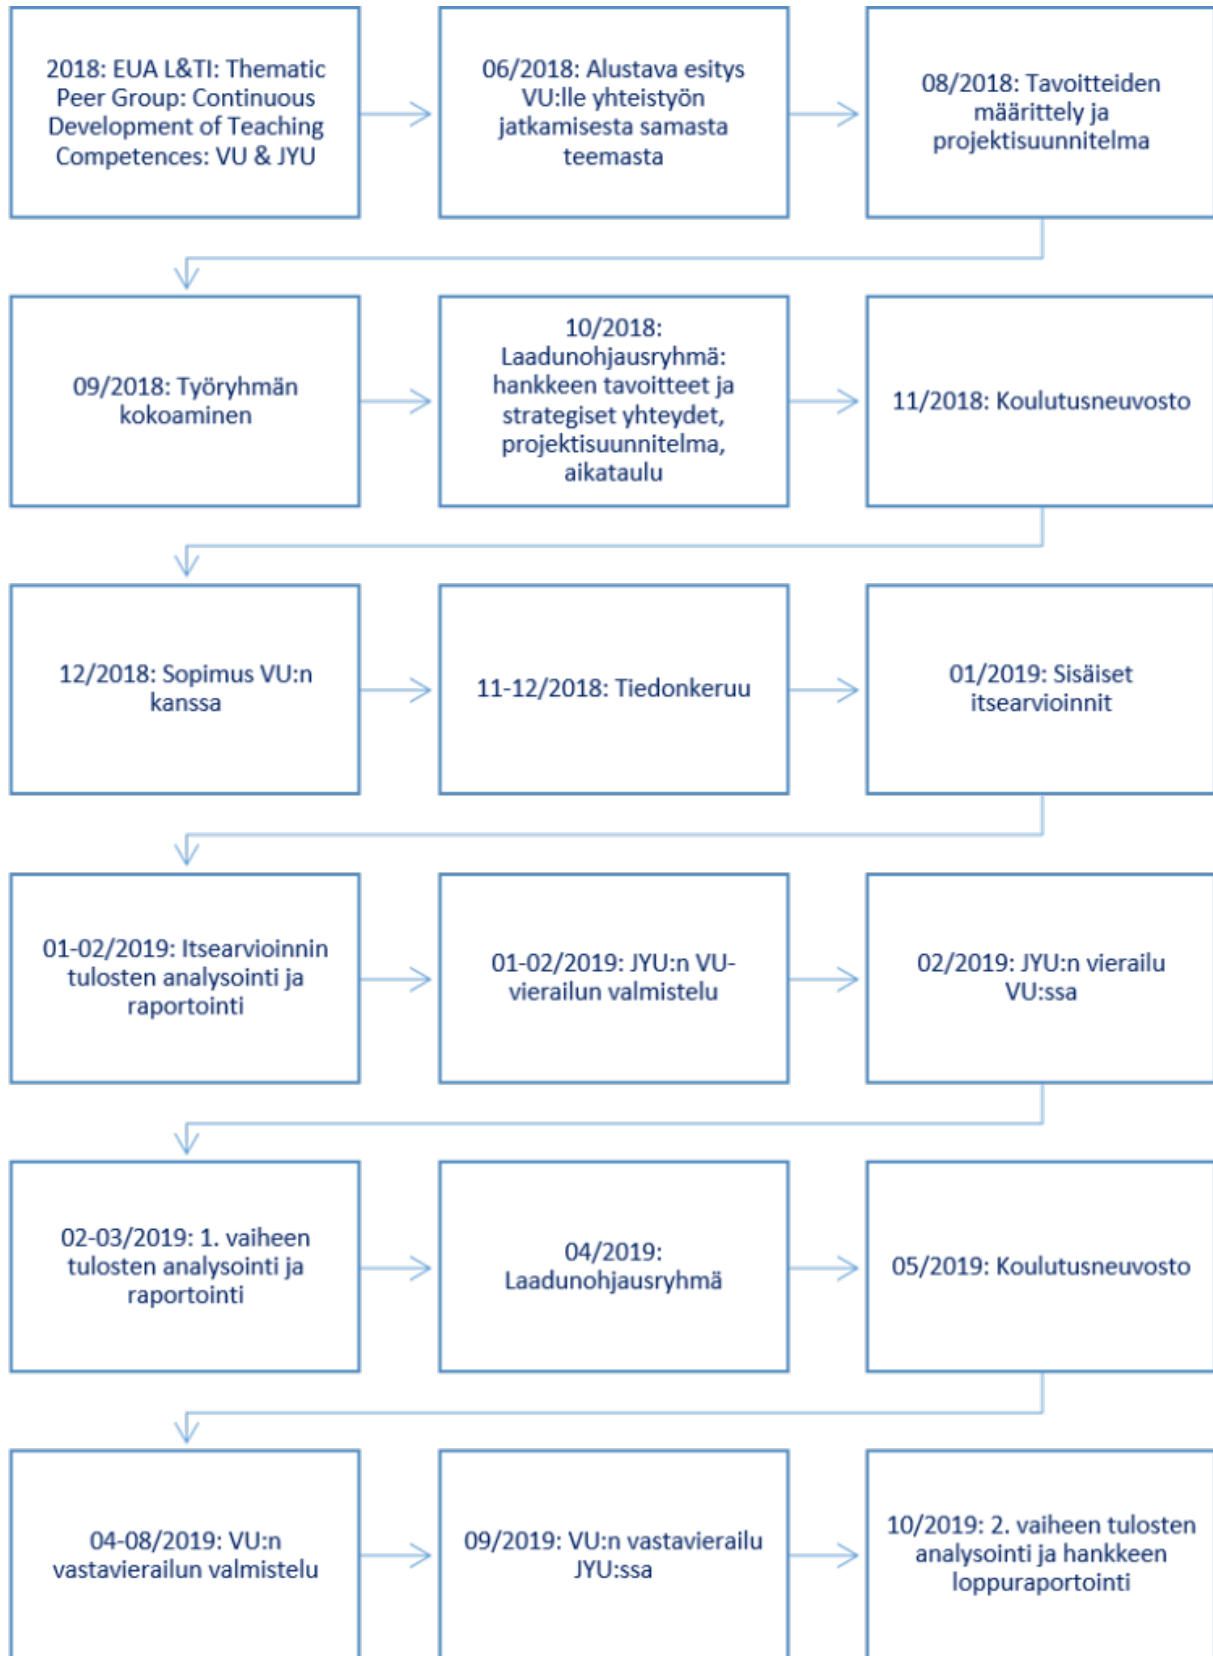 2018: EUA L&TI: Thematic
Peer Group: Continuous
Development of Teaching
Competences: VU & JYU
06/2018: Alustava esitys
VU:lle yhteistyön
jatkamisesta samasta
teemasta
08/2018: Tavoitteiden
määrittely ja
projektisuunnitelma
09/2018: Työryhmän
kokoaminen
10/2018:
Laadunohjausryhmä:
hankkeen tavoitteet ja
strategiset yhteydet,
projektisuunnitelma,
aikataulu
11/2018: Koulutusneuvosto
12/2018: Sopimus VU:n
kanssa
11-12/2018: Tiedonkeruu
01/2019: Sisäiset
itsearvioinnit
01-02/2019: Itsearvioinnin
tulosten analysointi ja
raportointi
01-02/2019: JYU:n VU-
vierailun valmistelu
02/2019: JYU:n vierailu
VU:ssa
02-03/2019: 1. vaiheen
tulosten analysointi ja
raportointi
04/2019:
Laadunohjausryhmä
05/2019: Koulutusneuvosto
04-08/2019: VU:n
vastavierailun valmistelu
09/2019: VU:n vastavierailu
JYU:ssa
10/2019: 2. vaiheen tulosten
analysointi ja hankkeen
loppuraportointi